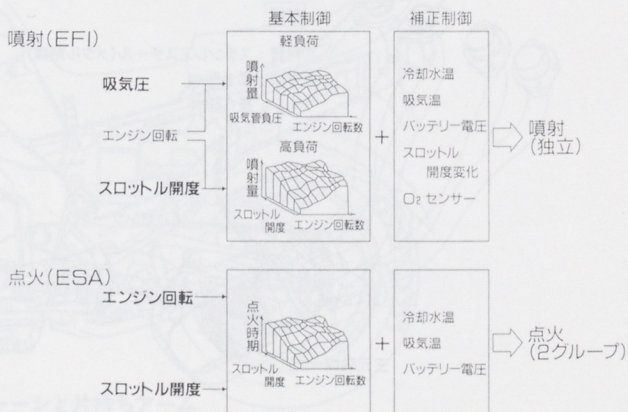 基本制御
補正制御
噴射(EFI)
軽負荷
吸気圧
エンジン回転
スロットル開度
噴射量
吸気管負圧
エンジン回転数
高負荷
噴射量
スロットル
開度
エンジン回転数
+
冷却水温
吸気温
バッテリー電圧
スロットル
開度変化
O₂センサー
噴射
(独立)
点火(ESA)
エンジン回転
スロットル開度
点火時期
スロットル
開度
エンジン回転数
+
冷却水温
吸気温
バッテリー電圧
点火
(2グループ)